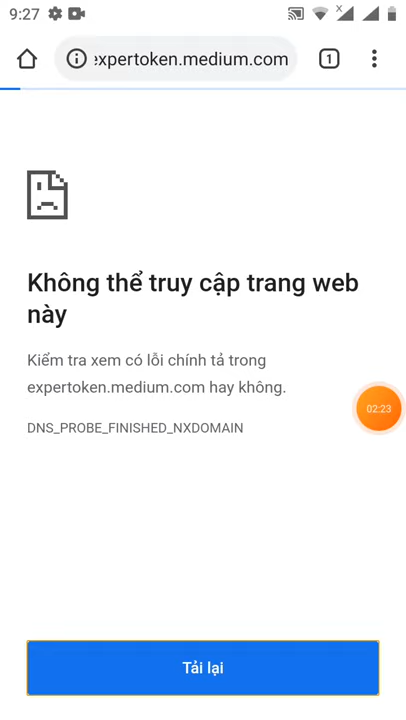 9:27
expertoken.medium.com
1
Không thể truy cập trang web
này
Kiểm tra xem có lỗi chính tả trong
expertoken.medium.com hay không.
DNS_PROBE_FINISHED_NXDOMAIN
02:23
Tải lại